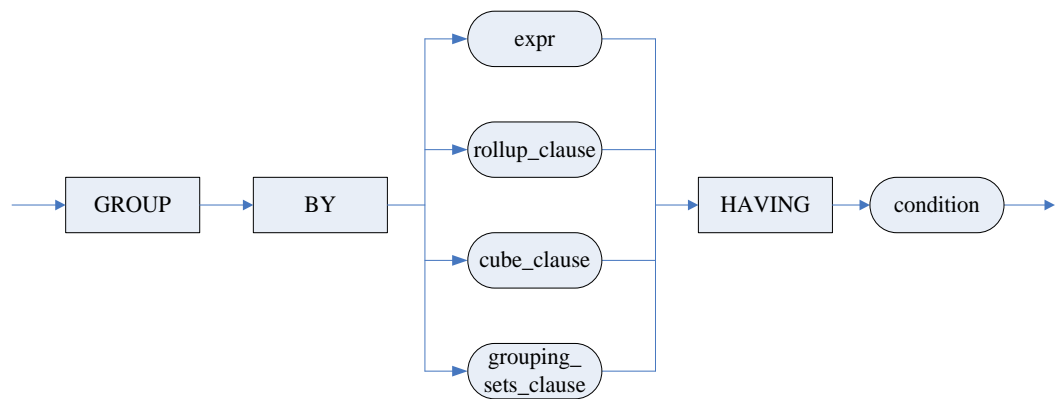 expr
rollup_clause
GROUP
BY
HAVING
condition
cube_clause
grouping_
sets_clause